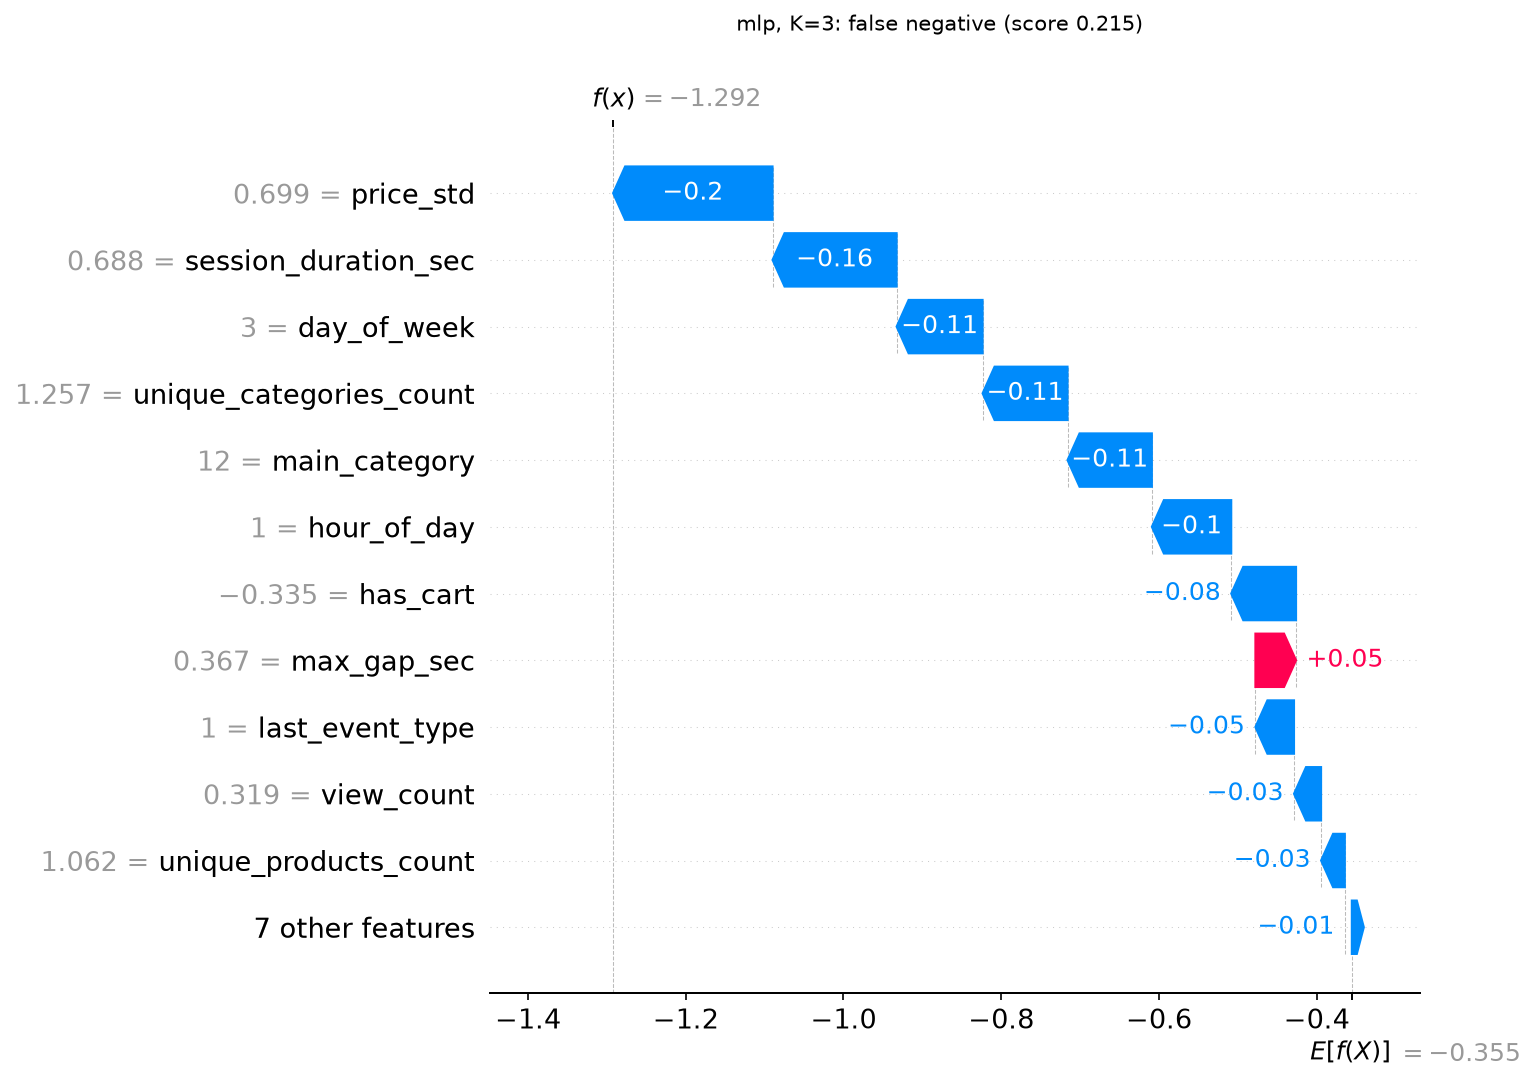 mlp, K=3: false negative (score 0.215)
f(x) = −1.292
0.699 = price_std −0.2
0.688 = session_duration_sec −0.16
3 = day_of_week −0.11
1.257 = unique_categories_count −0.11
12 = main_category −0.11
1 = hour_of_day −0.1
−0.335 = has_cart −0.08
0.367 = max_gap_sec +0.05
1 = last_event_type −0.05
0.319 = view_count −0.03
1.062 = unique_products_count −0.03
7 other features −0.01
−1.4 −1.2 −1.0 −0.8 −0.6 −0.4
E[f(X)] = −0.355